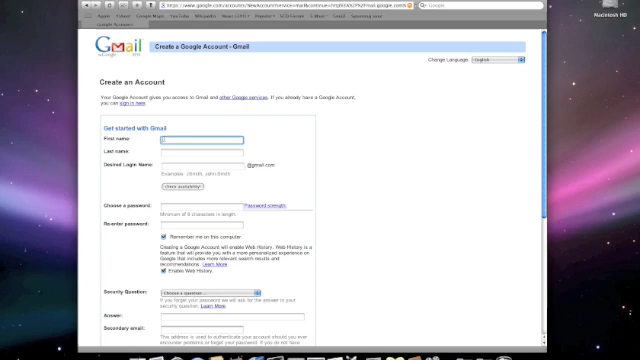 Macintosh HD
Apple Yahoo! Google Maps YouTube Wikipedia News Popular
Google Accounts
Gmail
by Google
Create a Google Account - Gmail
Change Language: English
Create an Account
Your Google Account gives you access to Gmail and other Google services. If you already have a Google Account,
you can sign in here.
Get started with Gmail
First name:
Last name:
Desired Login Name: @gmail.com
Examples: JSmith, John.Smith
check availability!
Choose a password: Password strength:
Minimum of 8 characters in length.
Re-enter password:
Remember me on this computer.
Creating a Google Account will enable Web History. Web History is a
feature that will provide you with a more personalized experience on
Google that includes more relevant search results and
recommendations. Learn More
Enable Web History.
Security Question: Choose a question ...
If you forget your password we will ask for the answer to your
security question. Learn More
Answer:
Secondary email:
This address is used to authenticate your account should you ever
encounter problems or forget your password. If you do not have